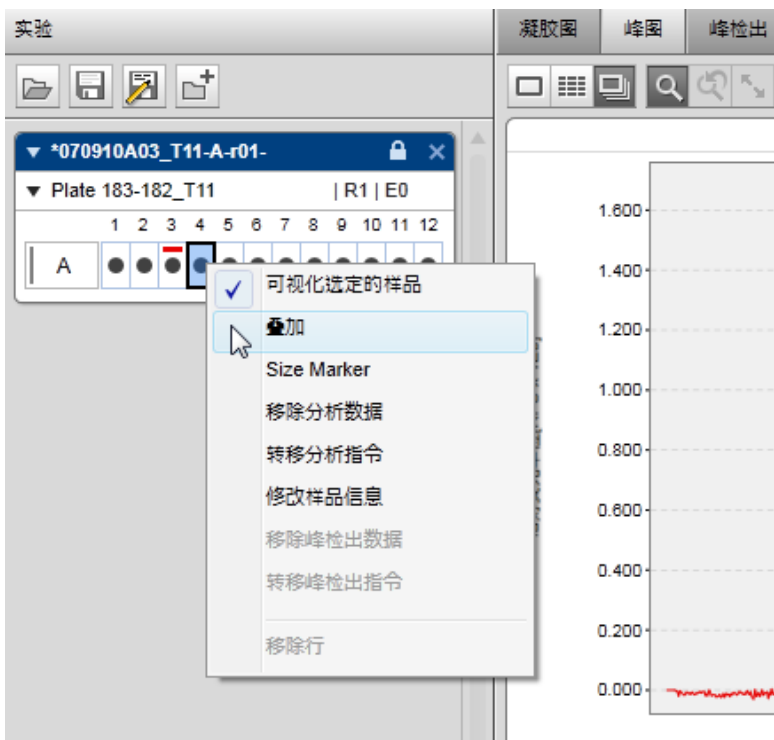 实验
凝胶图
峰图
峰检出
*070910A03_T11-A-r01-
Plate 183-182_T11 | R1 | E0
1 2 3 4 5 6 7 8 9 10 11 12
A
可视化选定的样品
叠加
Size Marker
移除分析数据
转移分析指令
修改样品信息
移除峰检出数据
转移峰检出指令
移除行
1.600
1.400
1.200
1.000
0.800
0.600
0.400
0.200
0.000